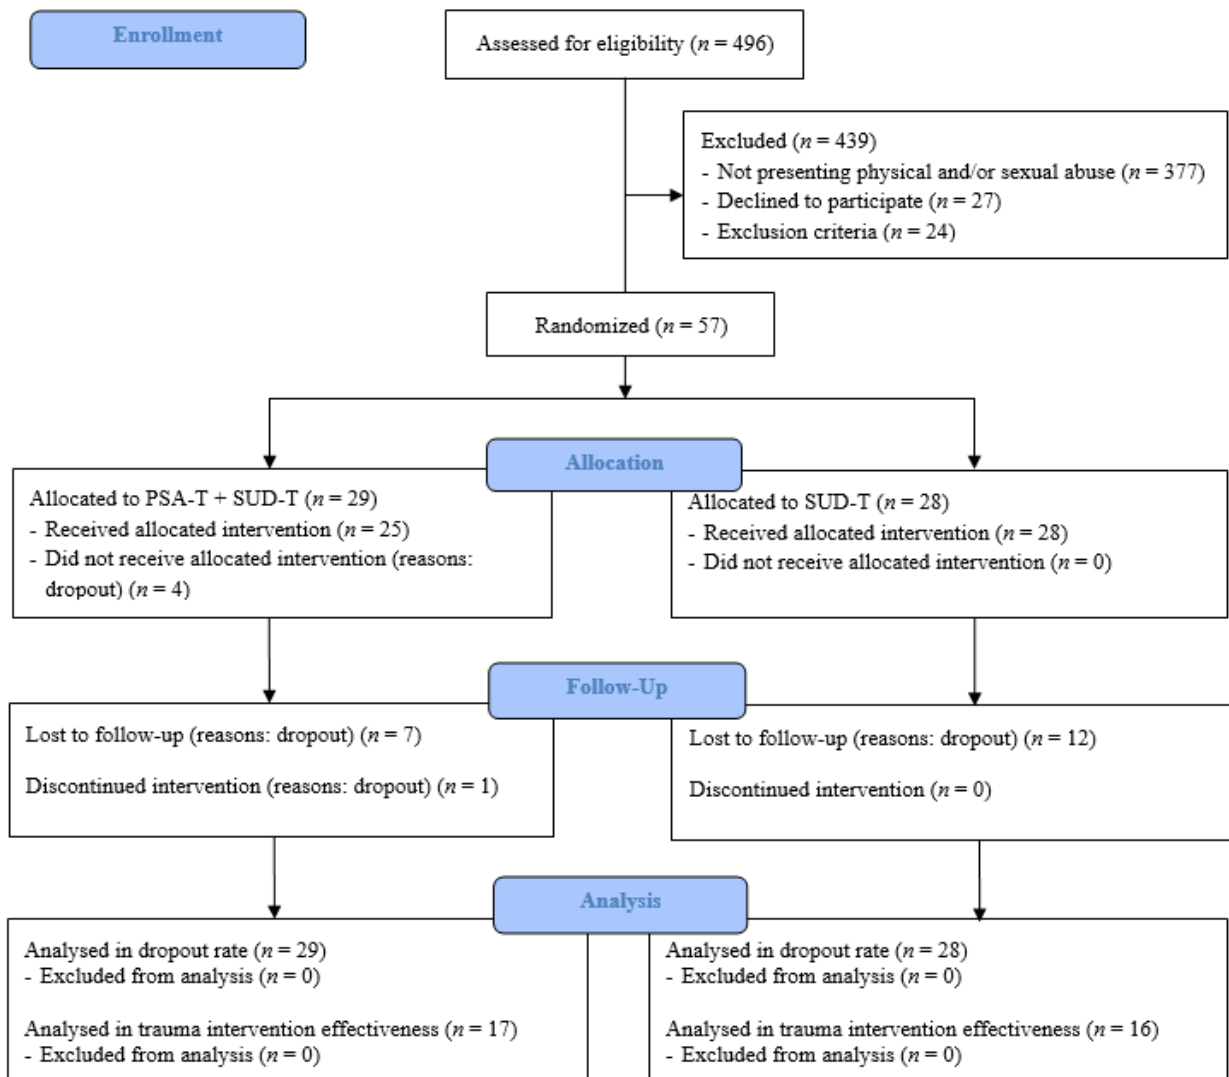 Enrollment
Assessed for eligibility (n = 496)
Excluded (n = 439)
- Not presenting physical and/or sexual abuse (n = 377)
- Declined to participate (n = 27)
- Exclusion criteria (n = 24)
Randomized (n = 57)
Allocation
Allocated to PSA-T + SUD-T (n = 29)
- Received allocated intervention (n = 25)
- Did not receive allocated intervention (reasons:
dropout) (n = 4)
Allocated to SUD-T (n = 28)
- Received allocated intervention (n = 28)
- Did not receive allocated intervention (n = 0)
Follow-Up
Lost to follow-up (reasons: dropout) (n = 7)
Discontinued intervention (reasons: dropout) (n = 1)
Lost to follow-up (reasons: dropout) (n = 12)
Discontinued intervention (n = 0)
Analysis
Analysed in dropout rate (n = 29)
- Excluded from analysis (n = 0)
Analysed in trauma intervention effectiveness (n = 17)
- Excluded from analysis (n = 0)
Analysed in dropout rate (n = 28)
- Excluded from analysis (n = 0)
Analysed in trauma intervention effectiveness (n = 16)
- Excluded from analysis (n = 0)